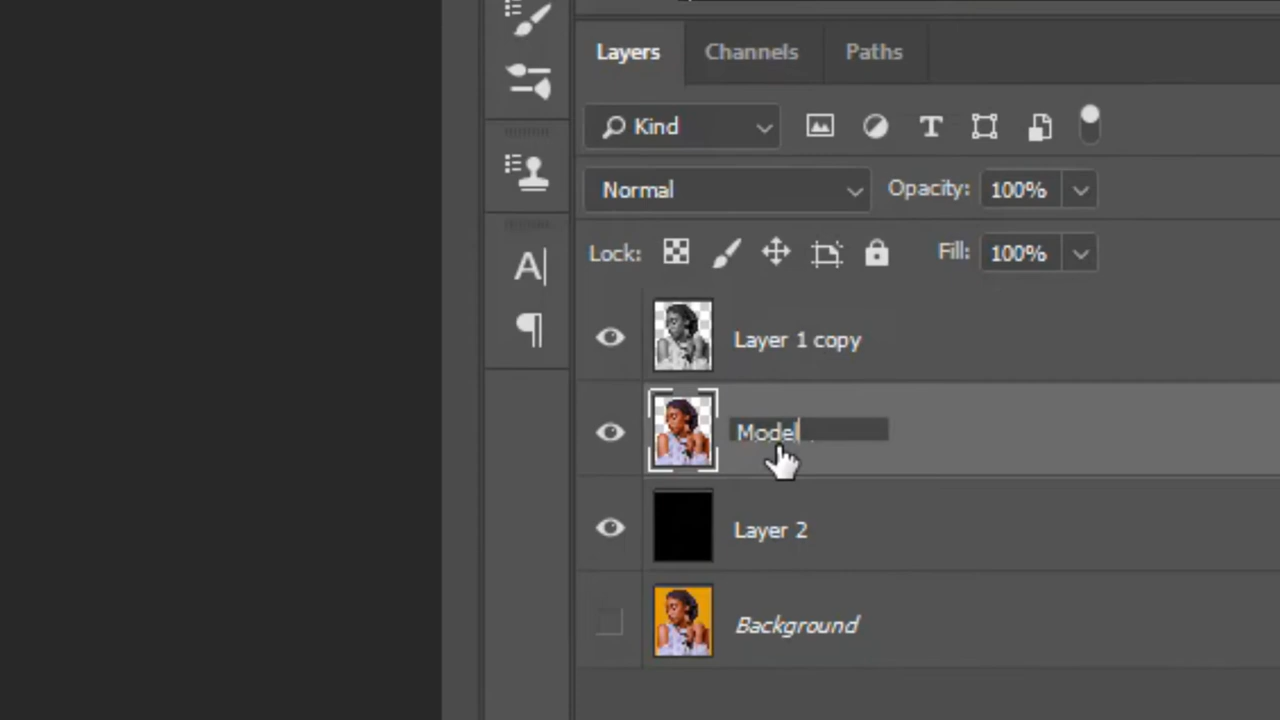 Layers Channels Paths
Kind
Normal Opacity: 100%
Lock: Fill: 100%
Layer 1 copy
Model
Layer 2
Background